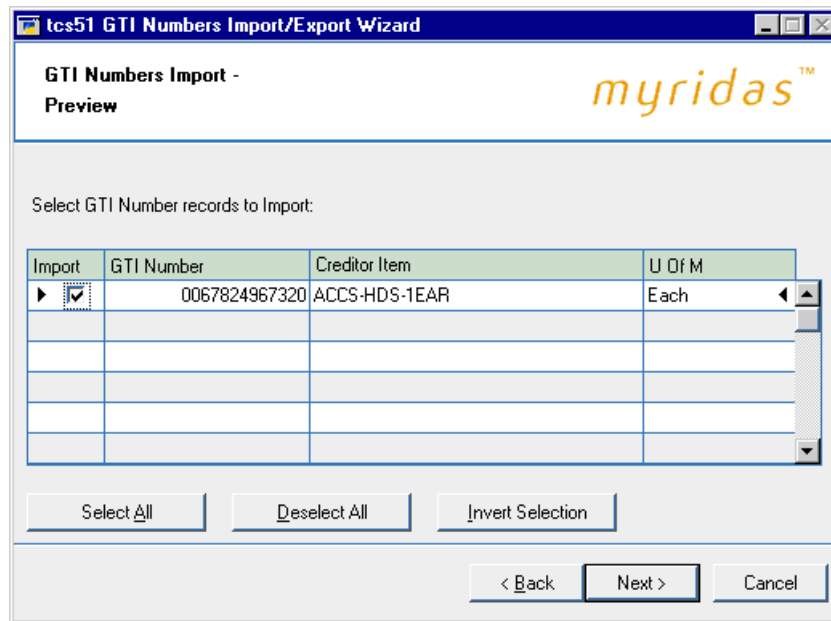 tcs51 GTI Numbers Import/Export Wizard
GTI Numbers Import -
Preview
myridas™
Select GTI Number records to Import:
Import GTI Number Creditor Item U Of M
0067824967320 ACCS-HDS-1EAR Each
Select All Deselect All Invert Selection
< Back Next > Cancel